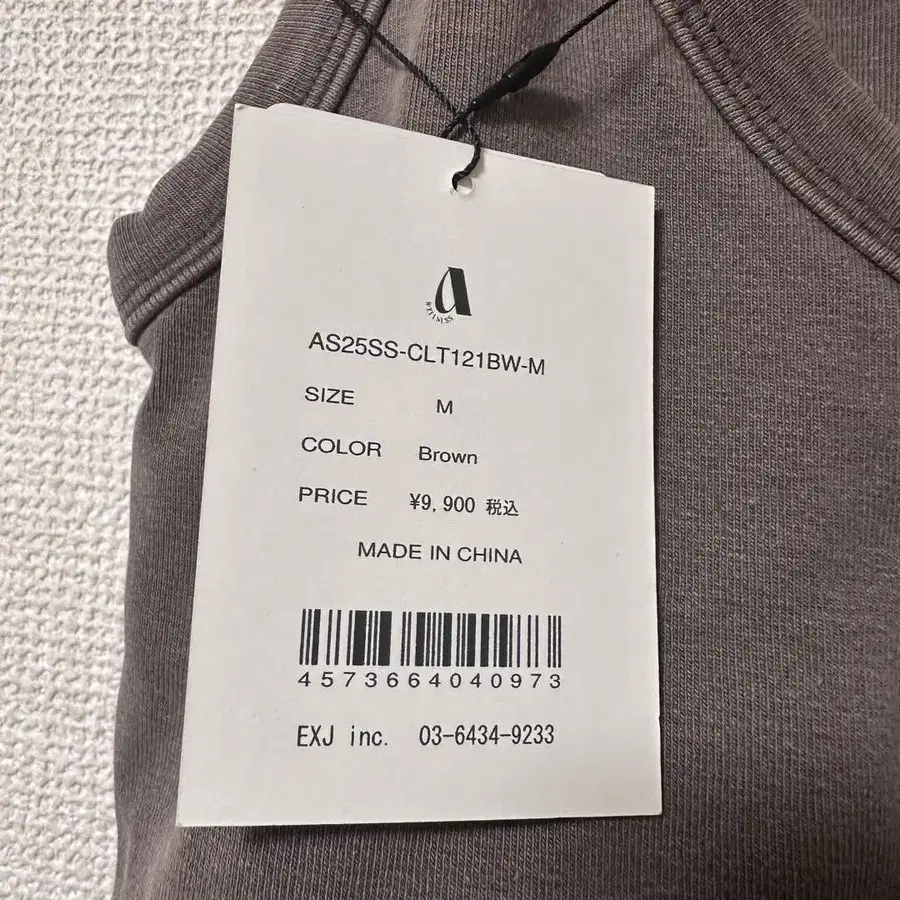 a
WELLNESS
AS25SS-CLT121BW-M
SIZE M
COLOR Brown
PRICE ¥9,900 税込
MADE IN CHINA
4573664040973
EXJ inc. 03-6434-9233